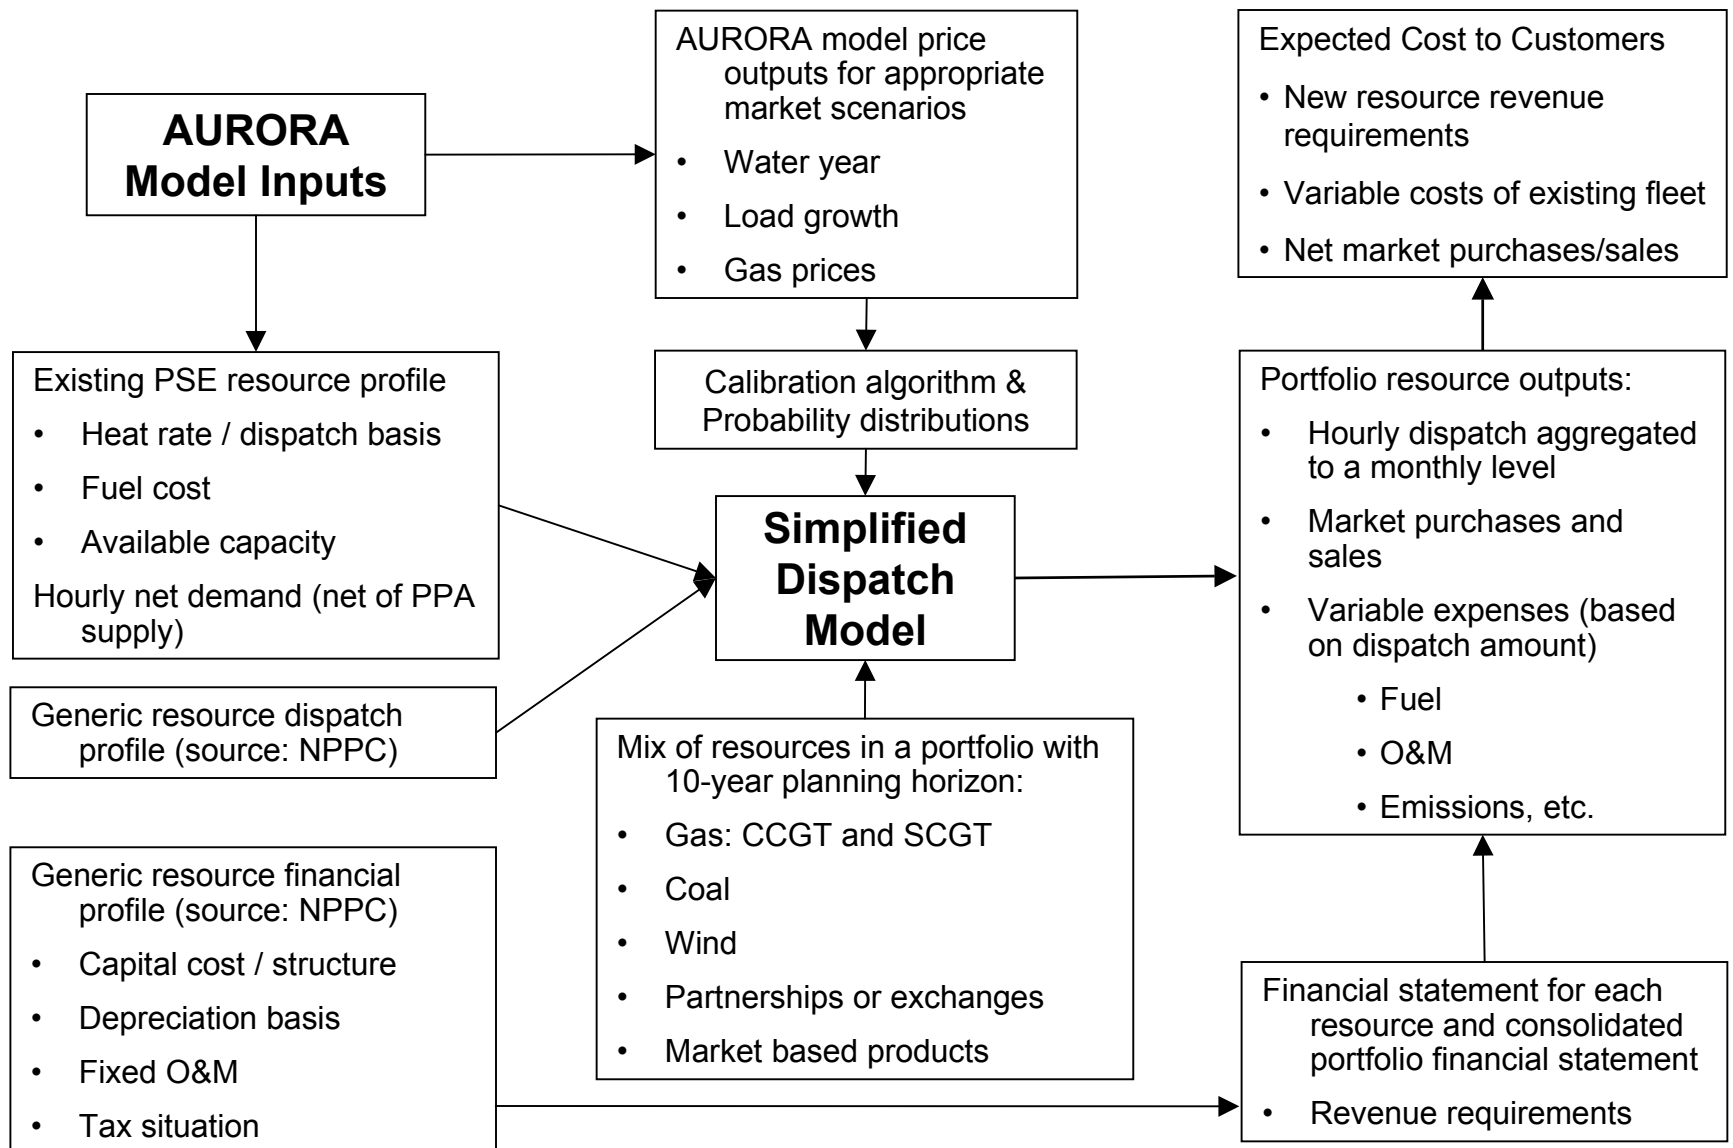 AURORA
Model Inputs
AURORA model price
outputs for appropriate
market scenarios
• Water year
• Load growth
• Gas prices
Expected Cost to Customers
• New resource revenue
requirements
• Variable costs of existing fleet
• Net market purchases/sales
Existing PSE resource profile
• Heat rate / dispatch basis
• Fuel cost
• Available capacity
Hourly net demand (net of PPA
supply)
Calibration algorithm &
Probability distributions
Simplified
Dispatch
Model
Portfolio resource outputs:
• Hourly dispatch aggregated
to a monthly level
• Market purchases and
sales
• Variable expenses (based
on dispatch amount)
• Fuel
• O&M
• Emissions, etc.
Generic resource dispatch
profile (source: NPPC)
Mix of resources in a portfolio with
10-year planning horizon:
• Gas: CCGT and SCGT
• Coal
• Wind
• Partnerships or exchanges
• Market based products
Generic resource financial
profile (source: NPPC)
• Capital cost / structure
• Depreciation basis
• Fixed O&M
• Tax situation
Financial statement for each
resource and consolidated
portfolio financial statement
• Revenue requirements